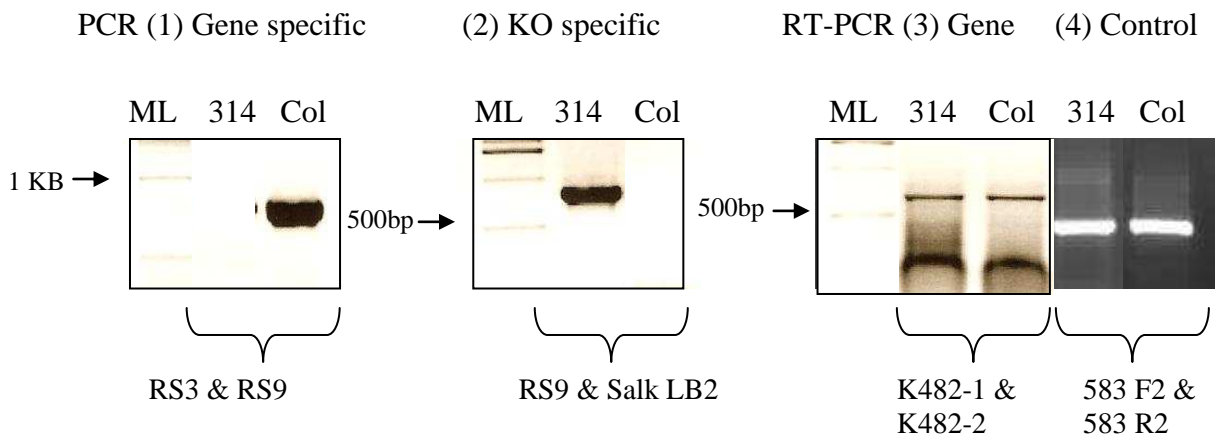 PCR (1) Gene specific
(2) KO specific
RT-PCR (3) Gene
(4) Control
ML 314 Col
ML 314 Col
ML 314 Col
314 Col
1 KB
500bp
500bp
RS3 & RS9
RS9 & Salk LB2
K482-1 &
K482-2
583 F2 &
583 R2